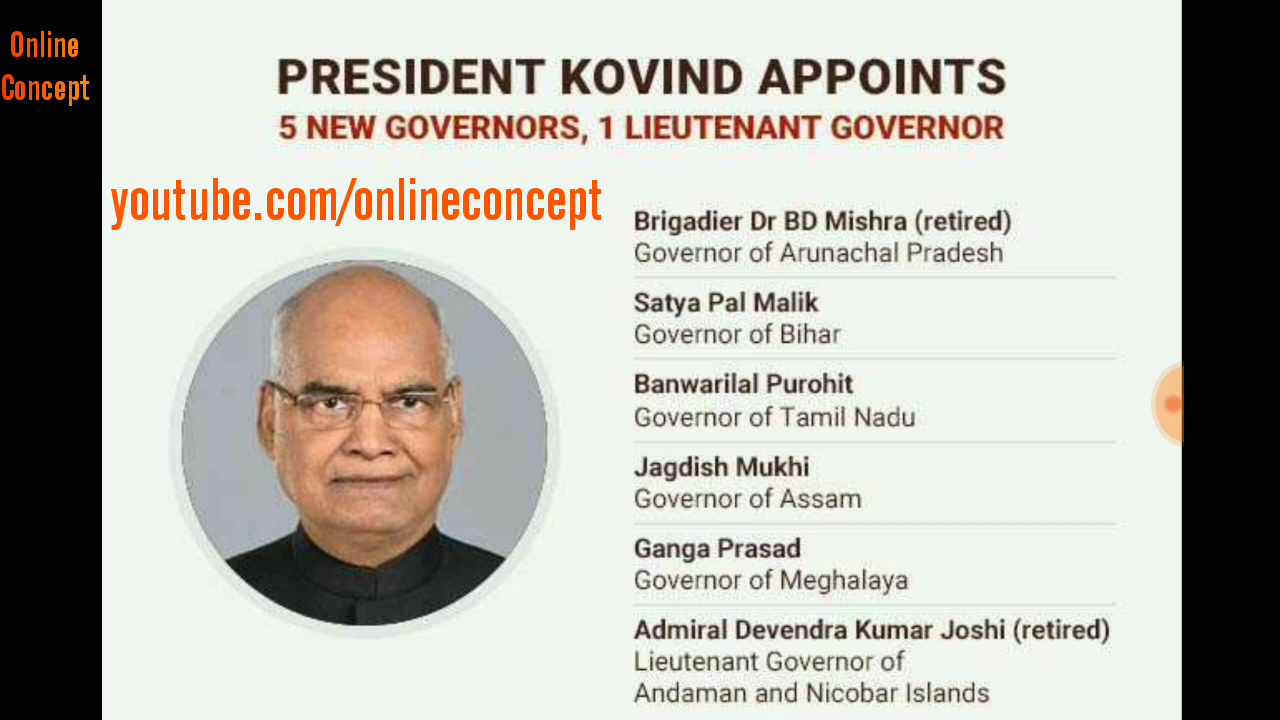 Online
Concept
PRESIDENT KOVIND APPOINTS
5 NEW GOVERNORS, 1 LIEUTENANT GOVERNOR
youtube.com/onlineconcept
Brigadier Dr BD Mishra (retired)
Governor of Arunachal Pradesh
Satya Pal Malik
Governor of Bihar
Banwarilal Purohit
Governor of Tamil Nadu
Jagdish Mukhi
Governor of Assam
Ganga Prasad
Governor of Meghalaya
Admiral Devendra Kumar Joshi (retired)
Lieutenant Governor of
Andaman and Nicobar Islands